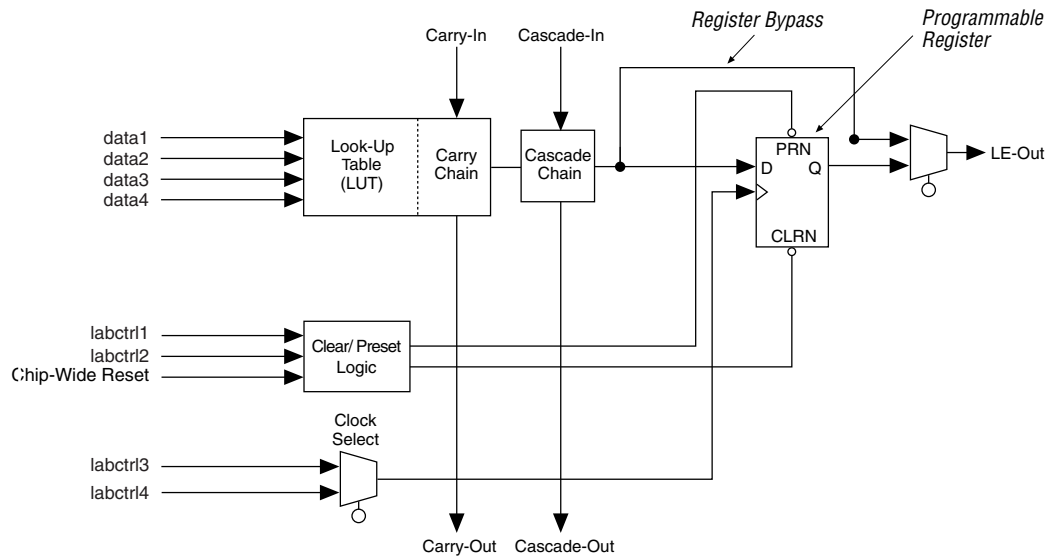 Register Bypass
Programmable
Register
Carry-In
Cascade-In
data1
data2
data3
data4
Look-Up
Table
(LUT)
Carry
Chain
Cascade
Chain
PRN
D
Q
CLRN
LE-Out
labctrl1
labctrl2
Chip-Wide Reset
Clear/ Preset
Logic
Clock
Select
labctrl3
labctrl4
Carry-Out
Cascade-Out